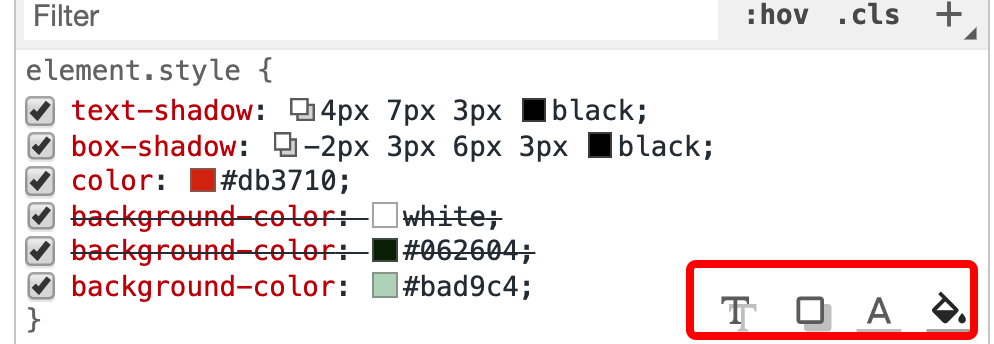 Filter :hov .cls +
element.style {
text-shadow: 4px 7px 3px black;
box-shadow: -2px 3px 6px 3px black;
color: #db3710;
background-color: white;
background-color: #062604;
background-color: #bad9c4;
}